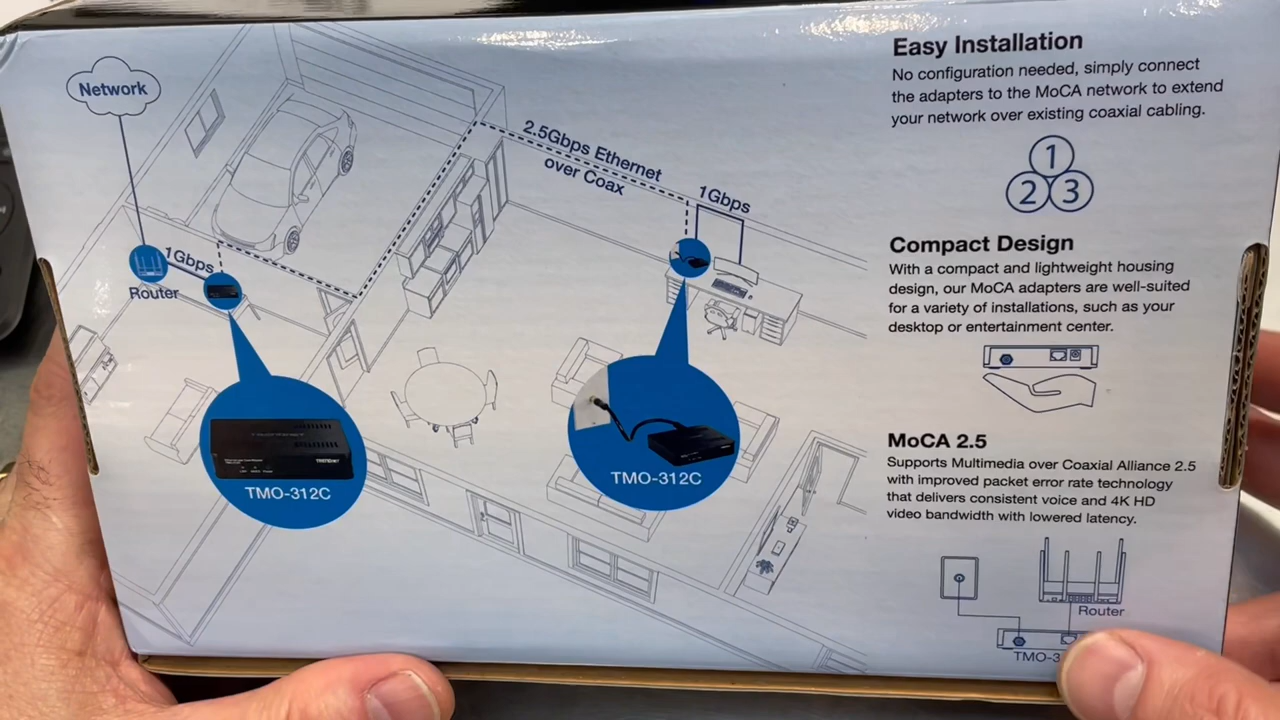 Network
2.5Gbps Ethernet
over Coax
1Gbps
1Gbps
Router
TRENDnet
TMO-312C
TMO-312C
Easy Installation
No configuration needed, simply connect
the adapters to the MoCA network to extend
your network over existing coaxial cabling.
1
2 3
Compact Design
With a compact and lightweight housing
design, our MoCA adapters are well-suited
for a variety of installations, such as your
desktop or entertainment center.
MoCA 2.5
Supports Multimedia over Coaxial Alliance 2.5
with improved packet error rate technology
that delivers consistent voice and 4K HD
video bandwidth with lowered latency.
Router